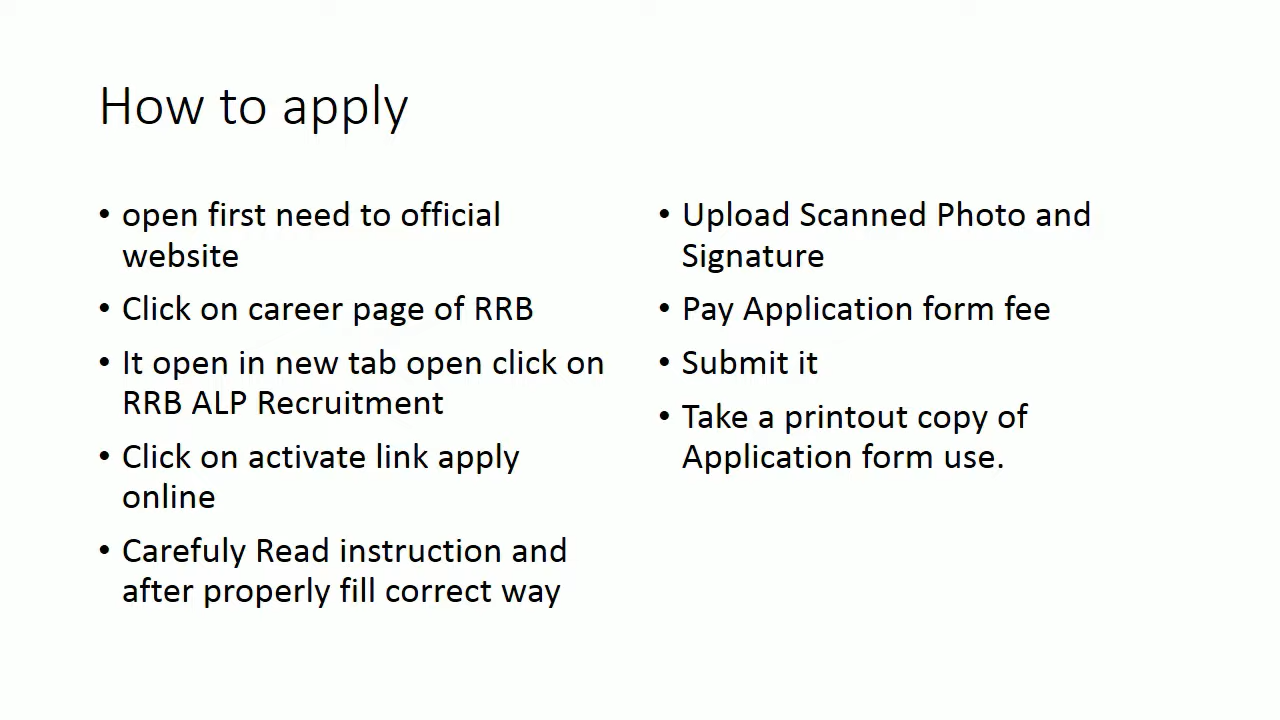 How to apply
• open first need to official
website
• Click on career page of RRB
• It open in new tab open click on
RRB ALP Recruitment
• Click on activate link apply
online
• Carefuly Read instruction and
after properly fill correct way
• Upload Scanned Photo and
Signature
• Pay Application form fee
• Submit it
• Take a printout copy of
Application form use.